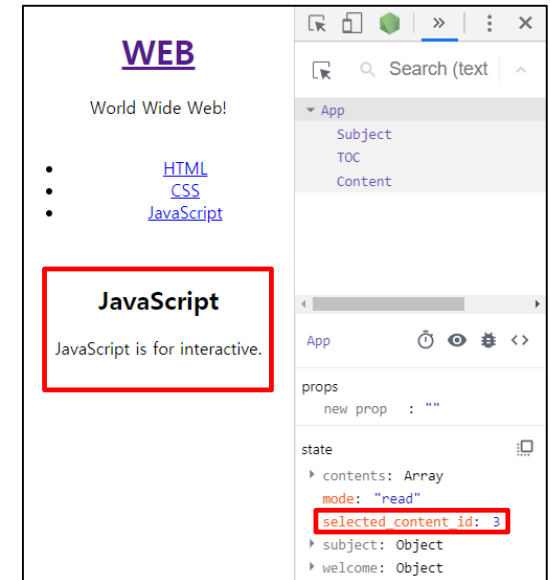 WEB
World Wide Web!
HTML
CSS
JavaScript
JavaScript
JavaScript is for interactive.
Search (text
App
Subject
TOC
Content
App
props
new prop : ""
state
contents: Array
mode: "read"
selected_content_id: 3
subject: Object
welcome: Object